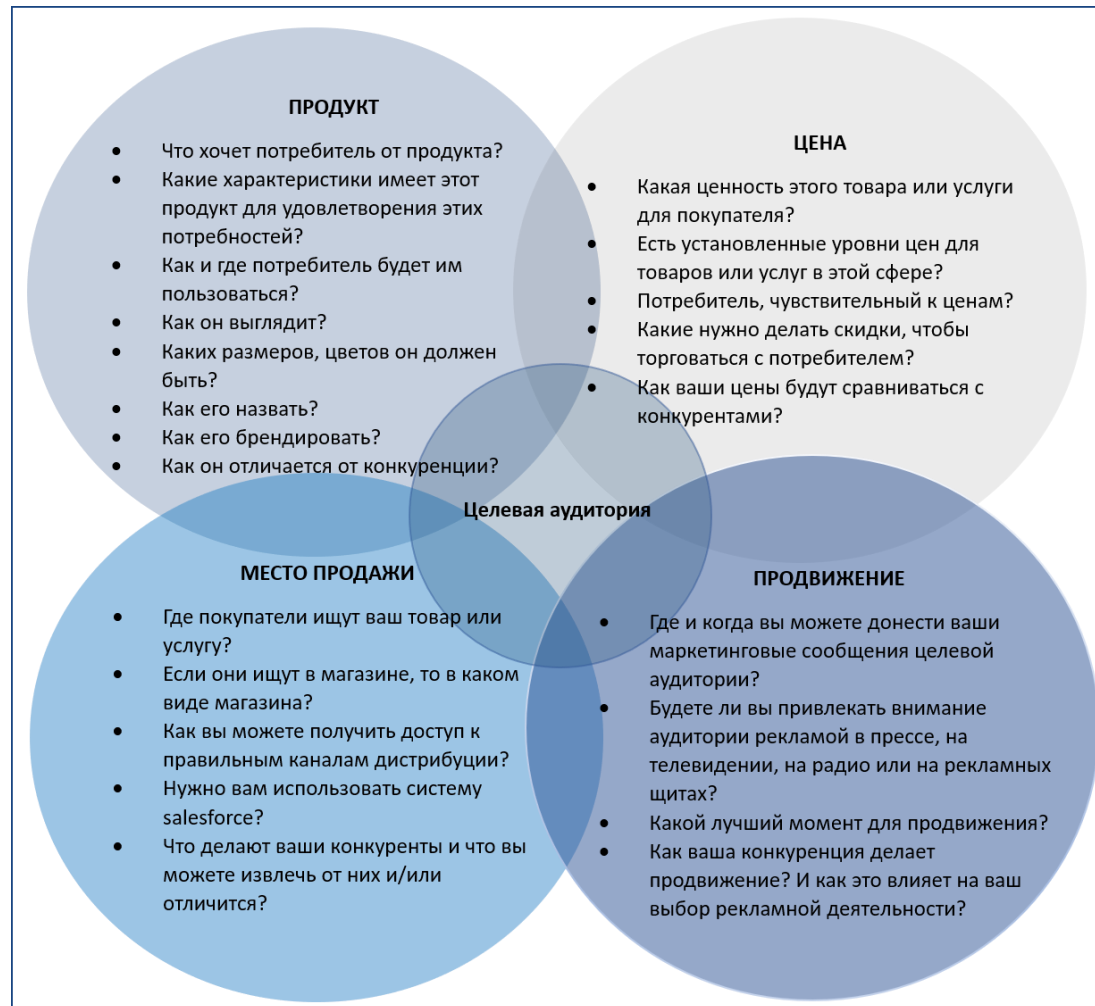 ПРОДУКТ
• Что хочет потребитель от продукта?
• Какие характеристики имеет этот
продукт для удовлетворения этих
потребностей?
• Как и где потребитель будет им
пользоваться?
• Как он выглядит?
• Каких размеров, цветов он должен
быть?
• Как его назвать?
• Как его брендировать?
• Как он отличается от конкуренции?
ЦЕНА
• Какая ценность этого товара или услуги
для покупателя?
• Есть установленные уровни цен для
товаров или услуг в этой сфере?
• Потребитель, чувствительный к ценам?
• Какие нужно делать скидки, чтобы
торговаться с потребителем?
• Как ваши цены будут сравниваться с
конкурентами?
Целевая аудитория
МЕСТО ПРОДАЖИ
• Где покупатели ищут ваш товар или
услугу?
• Если они ищут в магазине, то в каком
виде магазина?
• Как вы можете получить доступ к
правильным каналам дистрибуции?
• Нужно вам использовать систему
salesforce?
• Что делают ваши конкуренты и что вы
можете извлечь от них и/или
отличится?
ПРОДВИЖЕНИЕ
• Где и когда вы можете донести ваши
маркетинговые сообщения целевой
аудитории?
• Будете ли вы привлекать внимание
аудитории рекламой в прессе, на
телевидении, на радио или на рекламных
щитах?
• Какой лучший момент для продвижения?
• Как ваша конкуренция делает
продвижение? И как это влияет на ваш
выбор рекламной деятельности?